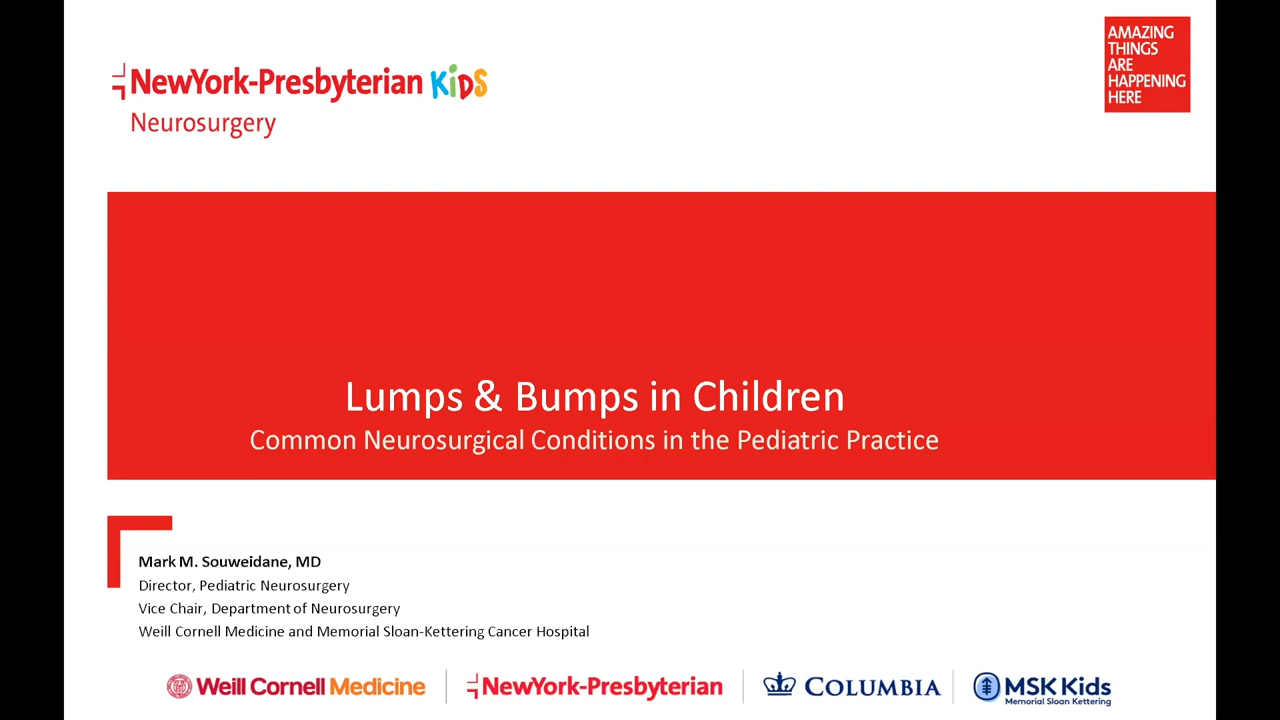 AMAZING
THINGS
ARE
HAPPENING
HERE
NewYork-Presbyterian KiDS
Neurosurgery
Lumps & Bumps in Children
Common Neurosurgical Conditions in the Pediatric Practice
Mark M. Souweidane, MD
Director, Pediatric Neurosurgery
Vice Chair, Department of Neurosurgery
Weill Cornell Medicine and Memorial Sloan-Kettering Cancer Hospital
Weill Cornell Medicine
NewYork-Presbyterian
COLUMBIA
MSK Kids
Memorial Sloan Kettering